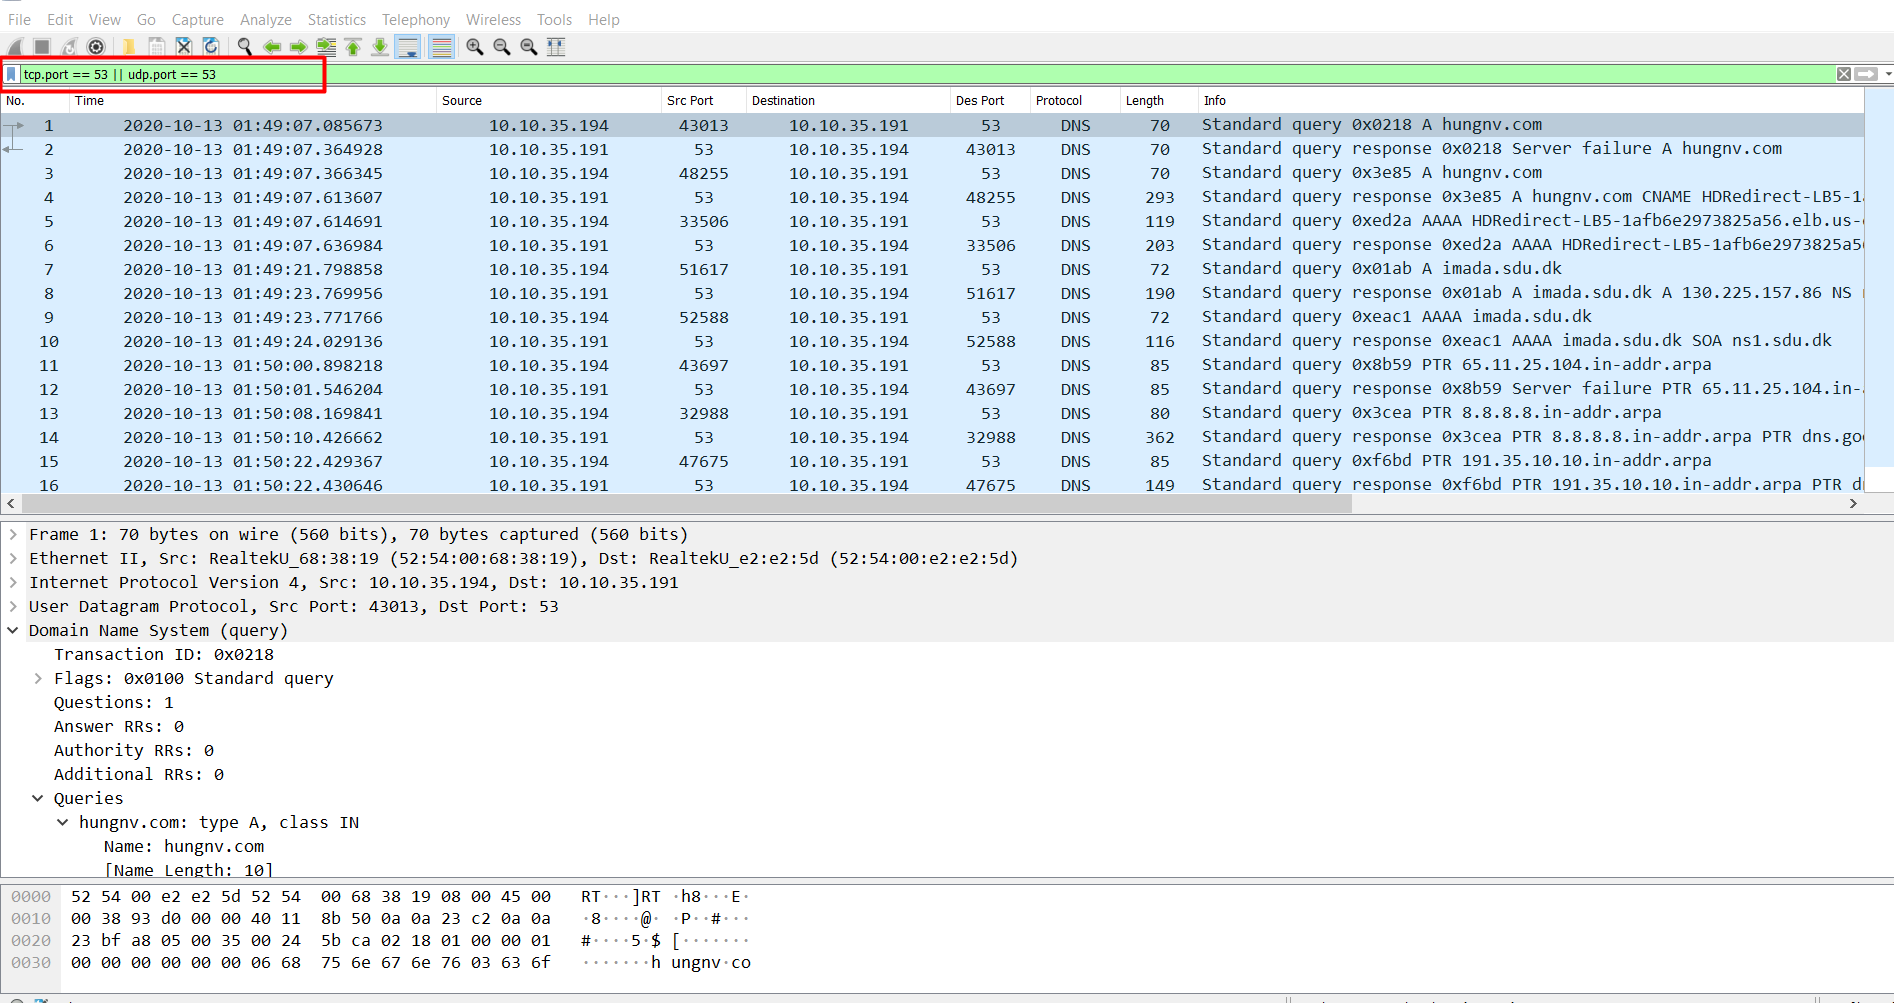 File Edit View Go Capture Analyze Statistics Telephony Wireless Tools Help
tcp.port == 53 || udp.port == 53
No. Time Source Src Port Destination Des Port Protocol Length Info
1 2020-10-13 01:49:07.085673 10.10.35.194 43013 10.10.35.191 53 DNS 70 Standard query 0x0218 A hungnv.com
2 2020-10-13 01:49:07.364928 10.10.35.191 53 10.10.35.194 43013 DNS 70 Standard query response 0x0218 Server failure A hungnv.com
3 2020-10-13 01:49:07.366345 10.10.35.194 48255 10.10.35.191 53 DNS 70 Standard query 0x3e85 A hungnv.com
4 2020-10-13 01:49:07.613607 10.10.35.191 53 10.10.35.194 48255 DNS 293 Standard query response 0x3e85 A hungnv.com CNAME HDRedirect-LB5-1
5 2020-10-13 01:49:07.614691 10.10.35.194 33506 10.10.35.191 53 DNS 119 Standard query 0xed2a AAAA HDRedirect-LB5-1afb6e2973825a56.elb.us-
6 2020-10-13 01:49:07.636984 10.10.35.191 53 10.10.35.194 33506 DNS 203 Standard query response 0xed2a AAAA HDRedirect-LB5-1afb6e2973825a5
7 2020-10-13 01:49:21.798858 10.10.35.194 51617 10.10.35.191 53 DNS 72 Standard query 0x01ab A imada.sdu.dk
8 2020-10-13 01:49:23.769956 10.10.35.191 53 10.10.35.194 51617 DNS 190 Standard query response 0x01ab A imada.sdu.dk A 130.225.157.86 NS
9 2020-10-13 01:49:23.771766 10.10.35.194 52588 10.10.35.191 53 DNS 72 Standard query 0xeac1 AAAA imada.sdu.dk
10 2020-10-13 01:49:24.029136 10.10.35.191 53 10.10.35.194 52588 DNS 116 Standard query response 0xeac1 AAAA imada.sdu.dk SOA ns1.sdu.dk
11 2020-10-13 01:50:00.898218 10.10.35.194 43697 10.10.35.191 53 DNS 85 Standard query 0x8b59 PTR 65.11.25.104.in-addr.arpa
12 2020-10-13 01:50:01.546204 10.10.35.191 53 10.10.35.194 43697 DNS 85 Standard query response 0x8b59 Server failure PTR 65.11.25.104.in-
13 2020-10-13 01:50:08.169841 10.10.35.194 32988 10.10.35.191 53 DNS 80 Standard query 0x3cea PTR 8.8.8.8.in-addr.arpa
14 2020-10-13 01:50:10.426662 10.10.35.191 53 10.10.35.194 32988 DNS 362 Standard query response 0x3cea PTR 8.8.8.8.in-addr.arpa PTR dns.go
15 2020-10-13 01:50:22.429367 10.10.35.194 47675 10.10.35.191 53 DNS 85 Standard query 0xf6bd PTR 191.35.10.10.in-addr.arpa
16 2020-10-13 01:50:22.430646 10.10.35.191 53 10.10.35.194 47675 DNS 149 Standard query response 0xf6bd PTR 191.35.10.10.in-addr.arpa PTR d
Frame 1: 70 bytes on wire (560 bits), 70 bytes captured (560 bits)
Ethernet II, Src: RealtekU_68:38:19 (52:54:00:68:38:19), Dst: RealtekU_e2:e2:5d (52:54:00:e2:e2:5d)
Internet Protocol Version 4, Src: 10.10.35.194, Dst: 10.10.35.191
User Datagram Protocol, Src Port: 43013, Dst Port: 53
Domain Name System (query)
Transaction ID: 0x0218
Flags: 0x0100 Standard query
Questions: 1
Answer RRs: 0
Authority RRs: 0
Additional RRs: 0
Queries
hungnv.com: type A, class IN
Name: hungnv.com
[Name Length: 10]
0000 52 54 00 e2 e2 5d 52 54 00 68 38 19 08 00 45 00 RT···]RT ·h8···E·
0010 00 38 93 d0 00 00 40 11 8b 50 0a 0a 23 c2 0a 0a ·8····@· ·P··#···
0020 23 bf a8 05 00 35 00 24 5b ca 02 18 01 00 00 01 #····5·$ [·······
0030 00 00 00 00 00 00 06 68 75 6e 67 6e 76 03 63 6f ·······h ungnv·co